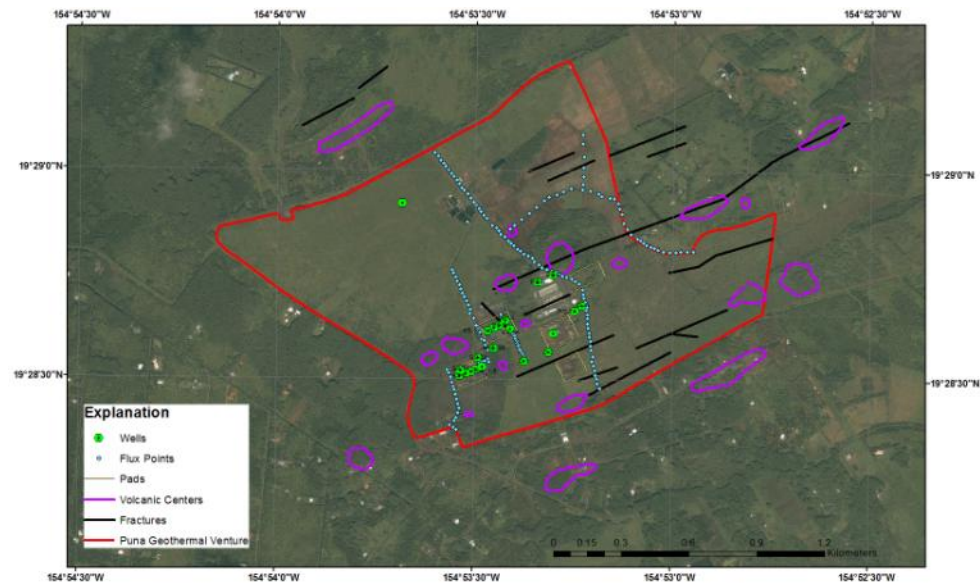 154°54'30"W 154°54'0"W 154°53'30"W 154°53'0"W 154°52'30"W
19°29'0"N
19°29'0"N
19°28'30"N
19°28'30"N
Explanation
Wells
Flux Points
Pads
Volcanic Centers
Fractures
Puna Geothermal Venture
0 0.15 0.3 0.6 0.9 1.2
Kilometers
154°54'30"W 154°54'0"W 154°53'30"W 154°53'0"W 154°52'30"W